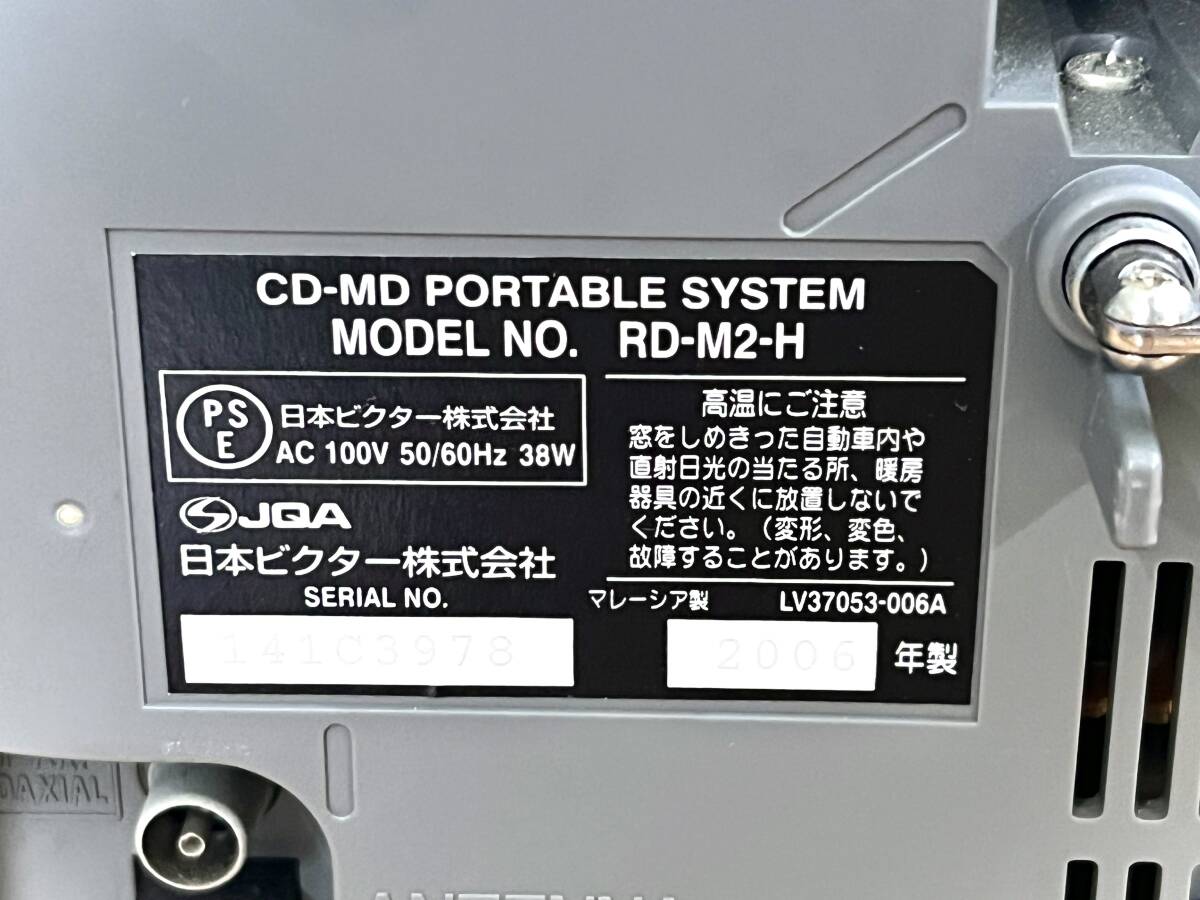 CD-MD PORTABLE SYSTEM
MODEL NO. RD-M2-H
PS
E
日本ビクター株式会社
AC 100V 50/60Hz 38W
JQA
日本ビクター株式会社
SERIAL NO.
141C3978
高温にご注意
窓をしめきった自動車内や
直射日光の当たる所、暖房
器具の近くに放置しないで
ください。（変形、変色、
故障することがあります。）
マレーシア製 LV37053-006A
2006 年製